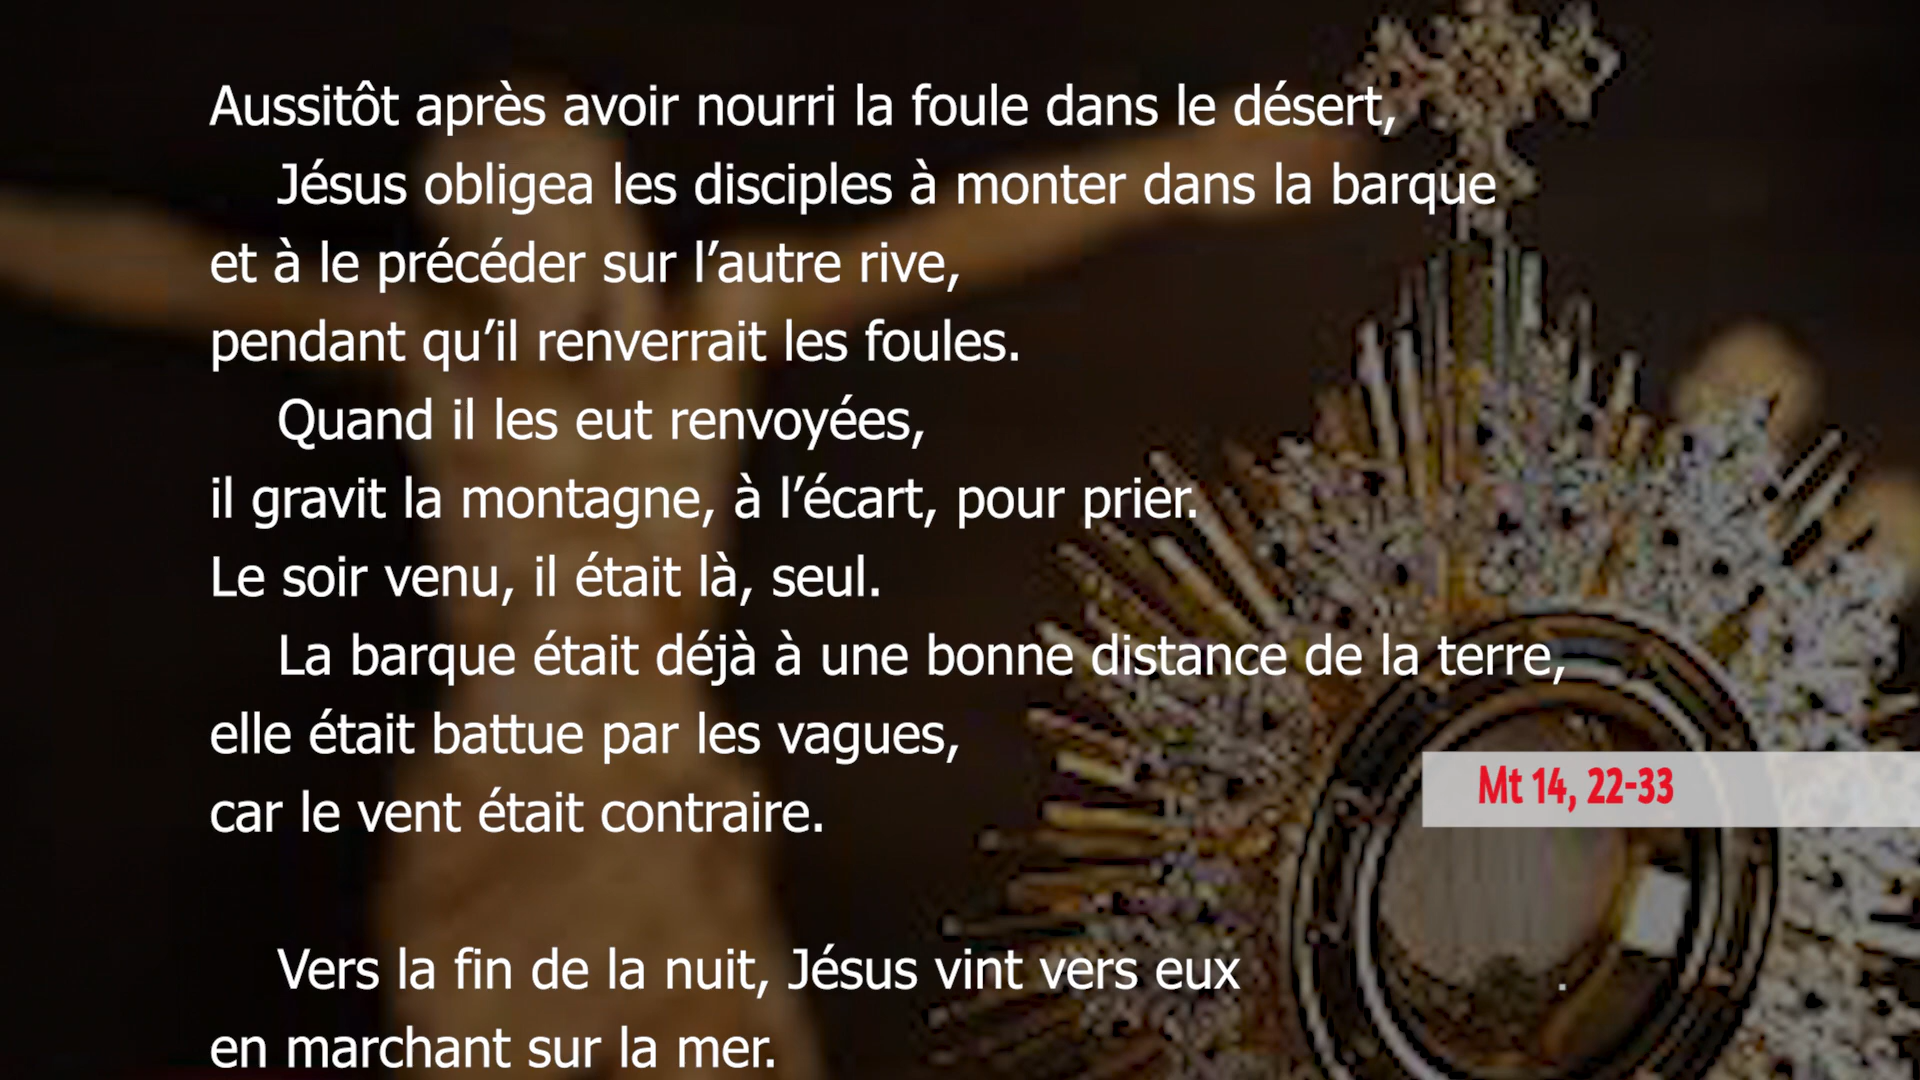 Aussitôt après avoir nourri la foule dans le désert,
Jésus obligea les disciples à monter dans la barque
et à le précéder sur l’autre rive,
pendant qu’il renverrait les foules.
Quand il les eut renvoyées,
il gravit la montagne, à l’écart, pour prier.
Le soir venu, il était là, seul.
La barque était déjà à une bonne distance de la terre,
elle était battue par les vagues,
car le vent était contraire.
Mt 14, 22-33
Vers la fin de la nuit, Jésus vint vers eux
en marchant sur la mer.